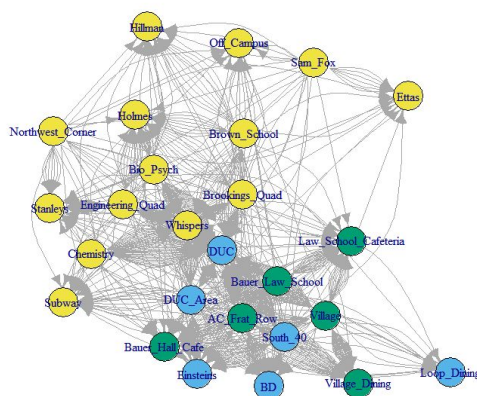 Hillman
Off_Campus
Sam_Fox
Ettas
Holmes
Northwest_Corner
Brown_School
Bio_Psych
Brookings_Quad
Stanleys
Engineering_Quad
Whispers
Law_School_Cafeteria
DUC
Chemistry
Bauer_Law_School
Subway
DUC_Area
AC_Frat_Row
Village
South_40
Bauer_Hall_Cafe
Einsteins
BD
Village_Dining
Loop_Dining